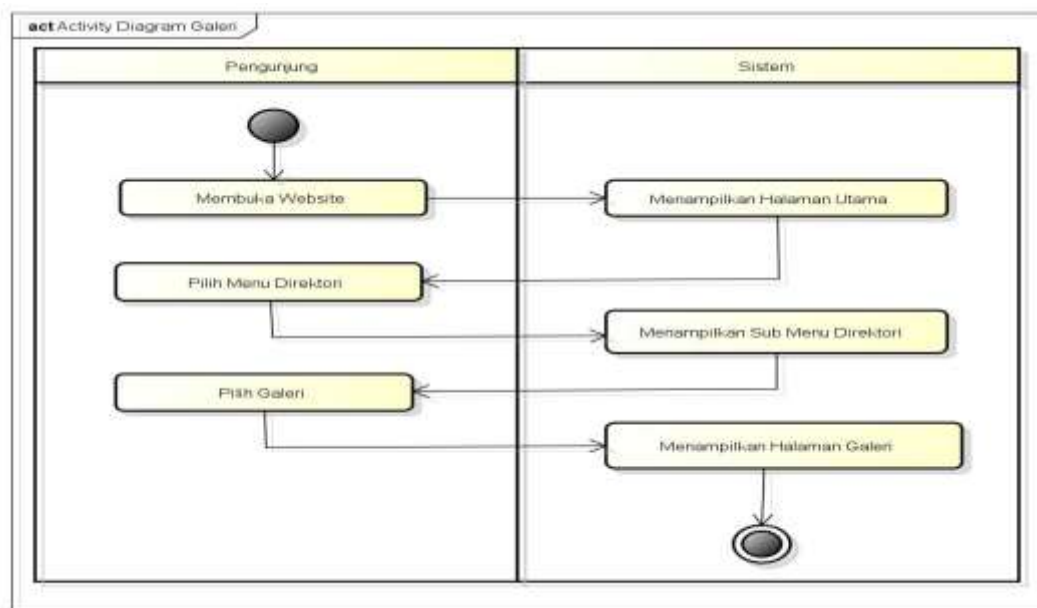 act Activity Diagram Galeri
Pengunjung
Sistem
Membuka Website
Menampilkan Halaman Utama
Pilih Menu Direktori
Menampilkan Sub Menu Direktori
Pilih Galeri
Menampilkan Halaman Galeri